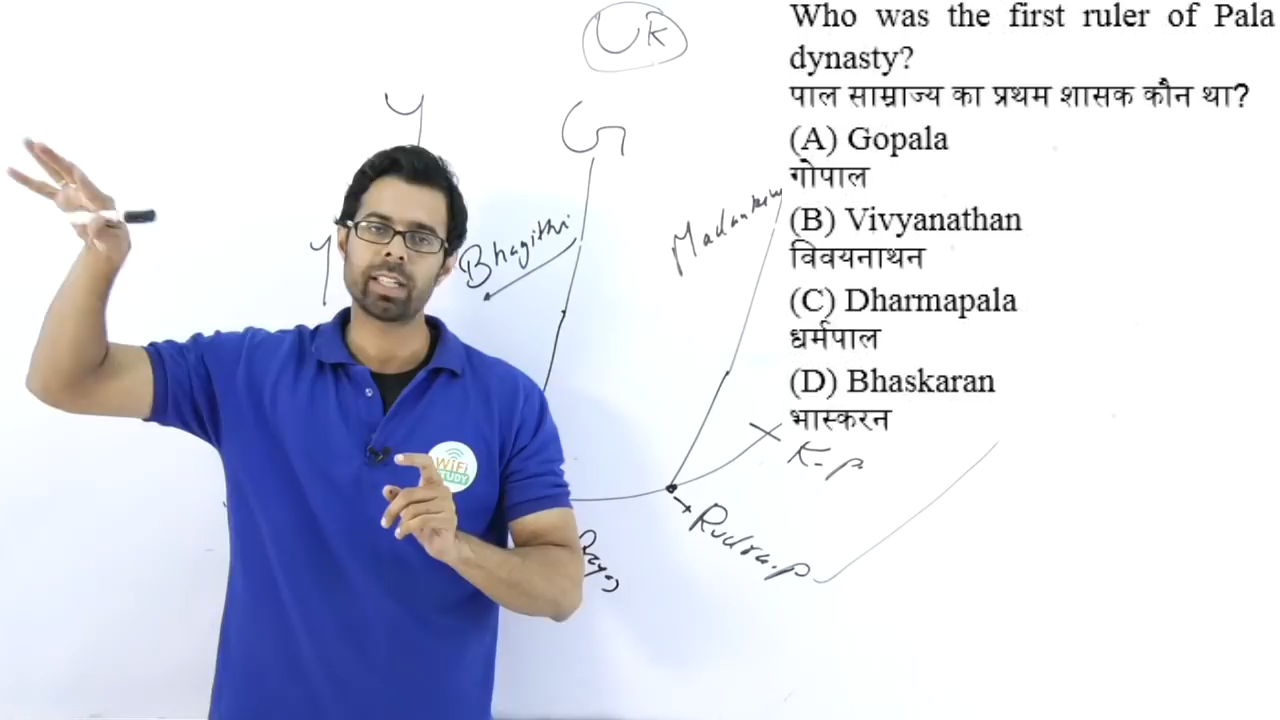 Who was the first ruler of Pala
dynasty?
पाल साम्राज्य का प्रथम शासक कौन था?
(A) Gopala
गोपाल
(B) Vivyanathan
विवयनाथन
(C) Dharmapala
धर्मपाल
(D) Bhaskaran
भास्करन
UK
Y
G
Y
Bhagithri
K.P
Rudra.P
WiFi
STUDY